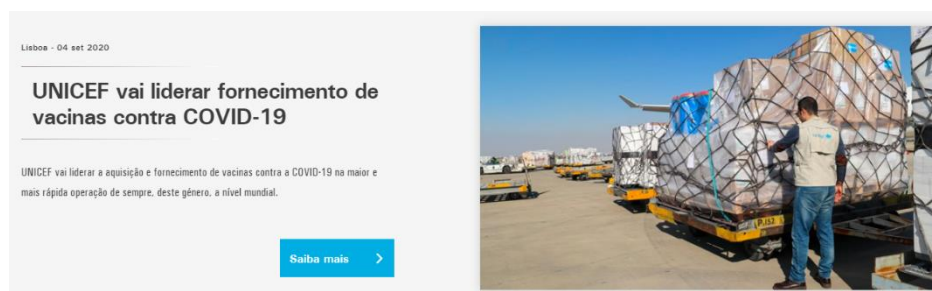 Lisboa - 04 set 2020
UNICEF vai liderar fornecimento de
vacinas contra COVID-19
UNICEF vai liderar a aquisição e fornecimento de vacinas contra a COVID-19 na maior e
mais rápida operação de sempre, deste género, a nível mundial.
Saiba mais